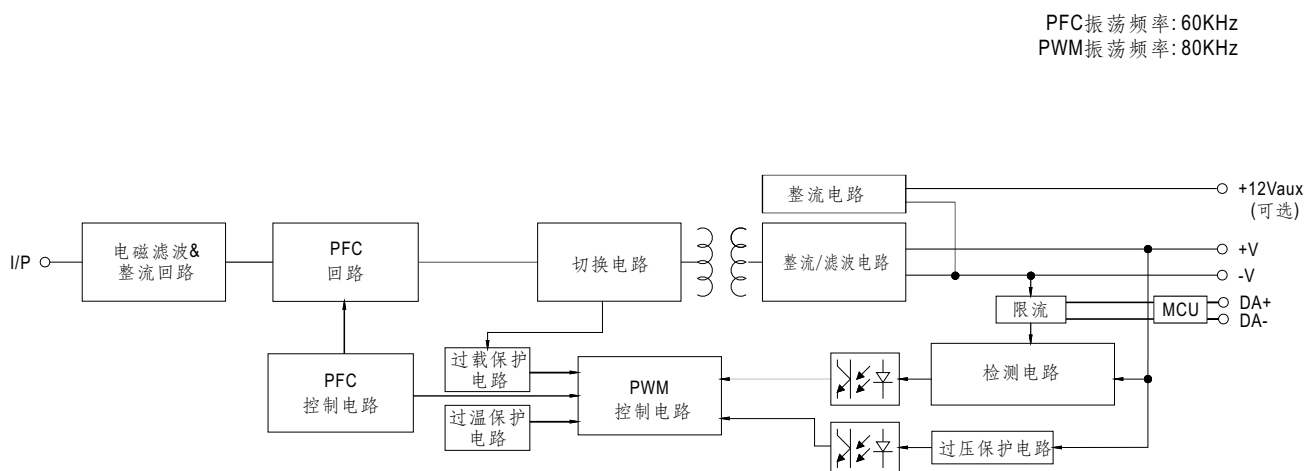 PFC振荡频率: 60KHz
PWM振荡频率: 80KHz
整流电路
+12Vaux
(可选)
I/P
电磁滤波&
整流回路
PFC
回路
切换电路
整流/滤波电路
+V
-V
限流
MCU
DA+
DA-
PFC
控制电路
过载保护
电路
过温保护
电路
PWM
控制电路
检测电路
过压保护电路